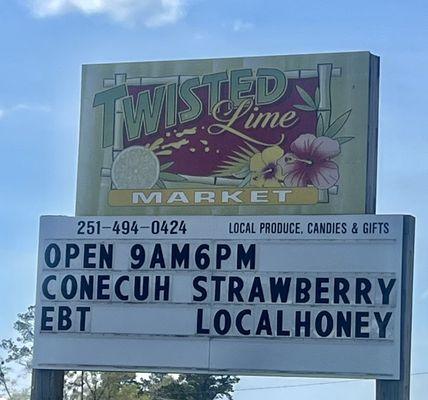 TWISTED
Lime
MARKET
251-494-0424 LOCAL PRODUCE, CANDIES & GIFTS
OPEN 9AM6PM
CONECUH STRAWBERRY
EBT LOCALHONEY